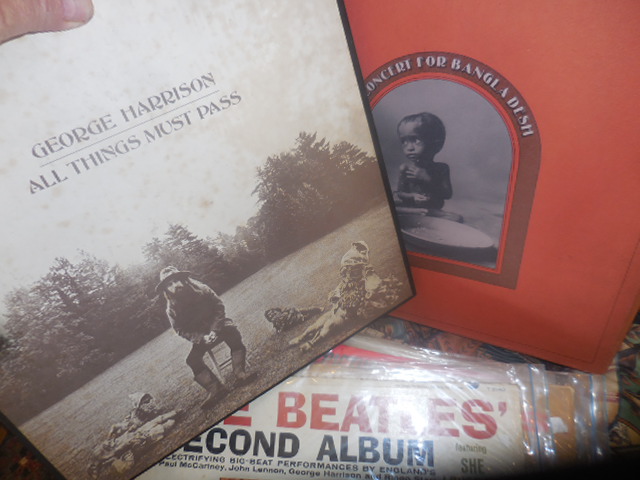 GEORGE HARRISON
ALL THINGS MUST PASS
CONCERT FOR BANGLA DESH
BEATLES'
SECOND ALBUM
featuring
SHE
ELECTRIFYING BIG-BEAT PERFORMANCES BY ENGLAND'S
Paul McCartney, John Lennon, George Harrison and Ringo